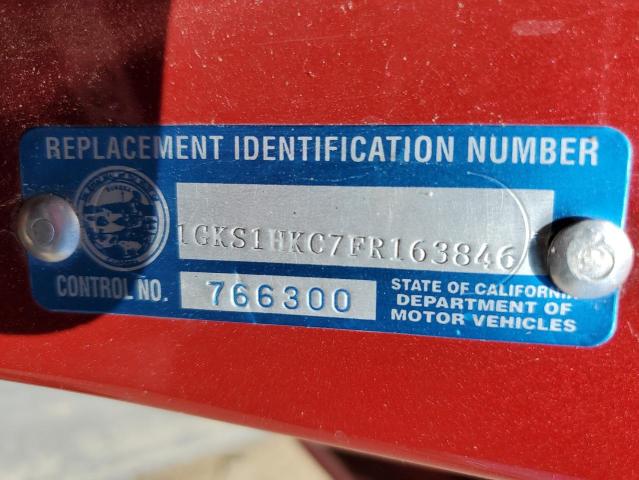 REPLACEMENT IDENTIFICATION NUMBER
1GKS1HKC7FR163846
CONTROL NO. 766300
STATE OF CALIFORNIA
DEPARTMENT OF
MOTOR VEHICLES